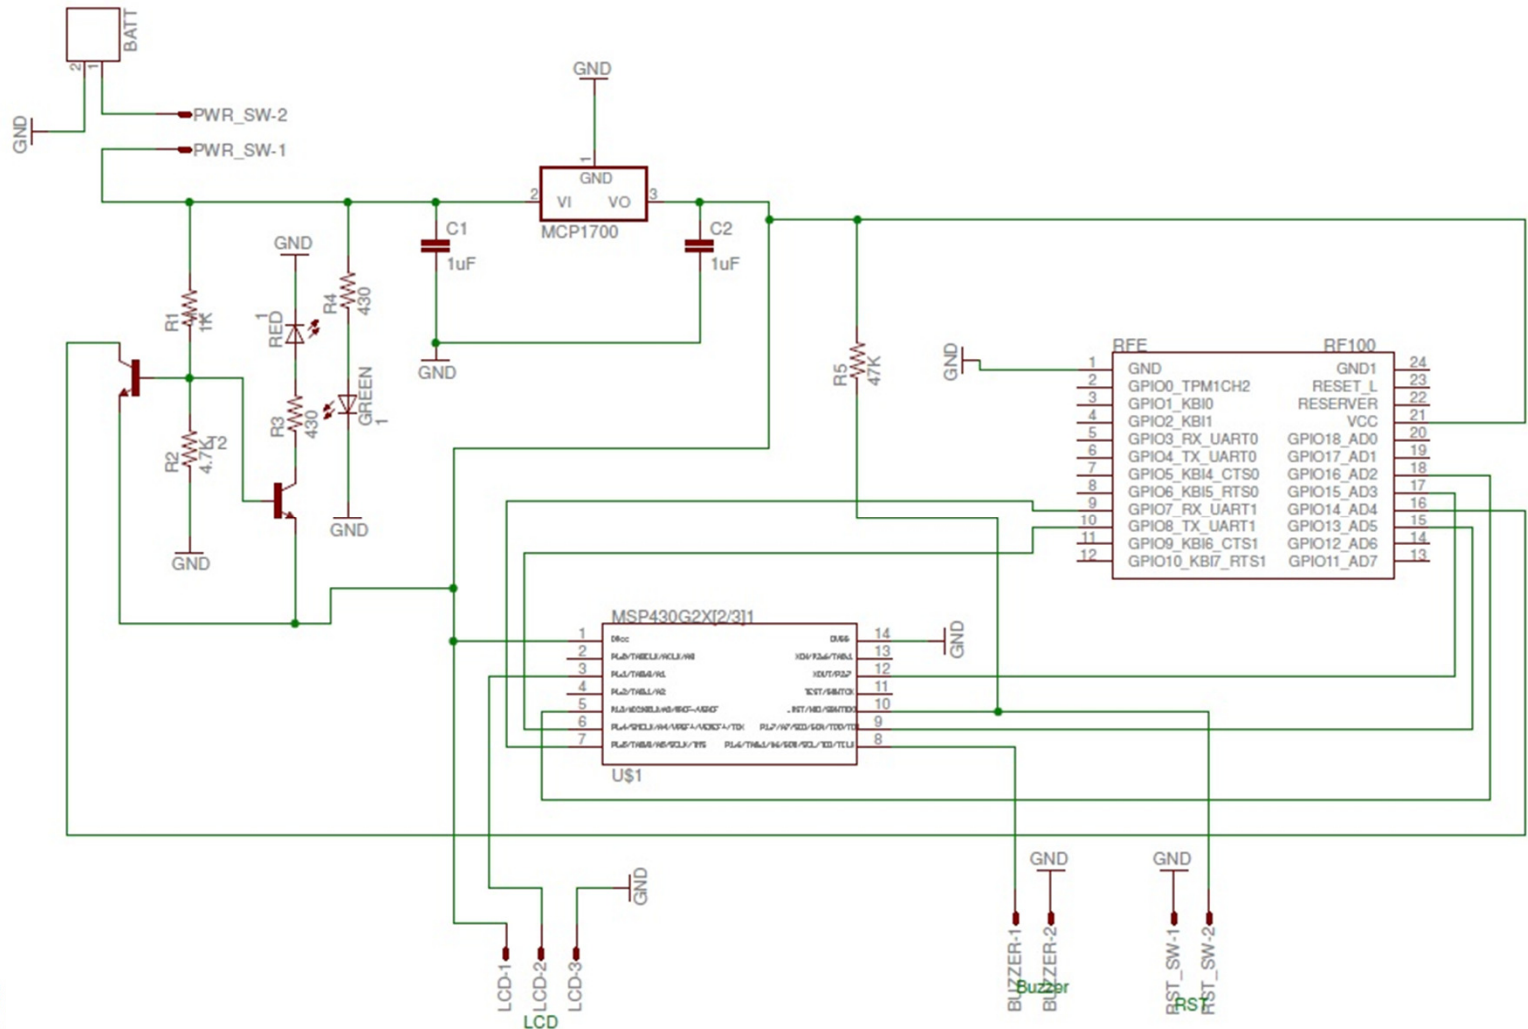 BATT
2
1
GND
PWR_SW-2
PWR_SW-1
GND
1
GND
2
VI
VO
3
MCP1700
C1
1uF
C2
1uF
GND
GND
1
RED
R4
430
R1
1K
R3
430
GREEN
1
R2
4.7K
T2
GND
GND
R5
47K
GND
RFE
RF100
1 GND GND1 24
2 GPIO0_TPM1CH2 RESET_L 23
3 GPIO1_KBI0 RESERVER 22
4 GPIO2_KBI1 VCC 21
5 GPIO3_RX_UART0 GPIO18_AD0 20
6 GPIO4_TX_UART0 GPIO17_AD1 19
7 GPIO5_KBI4_CTS0 GPIO16_AD2 18
8 GPIO6_KBI5_RTS0 GPIO15_AD3 17
9 GPIO7_RX_UART1 GPIO14_AD4 16
10 GPIO8_TX_UART1 GPIO13_AD5 15
11 GPIO9_KBI6_CTS1 GPIO12_AD6 14
12 GPIO10_KBI7_RTS1 GPIO11_AD7 13
MSP430G2X[2/3]1
1 14
2 13
3 12
4 11
5 10
6 9
7 8
U$1
GND
GND
LCD-1
LCD-2
LCD-3
LCD
GND
BUZZER-1
BUZZER-2
Buzzer
GND
RST_SW-1
RST_SW-2
RST